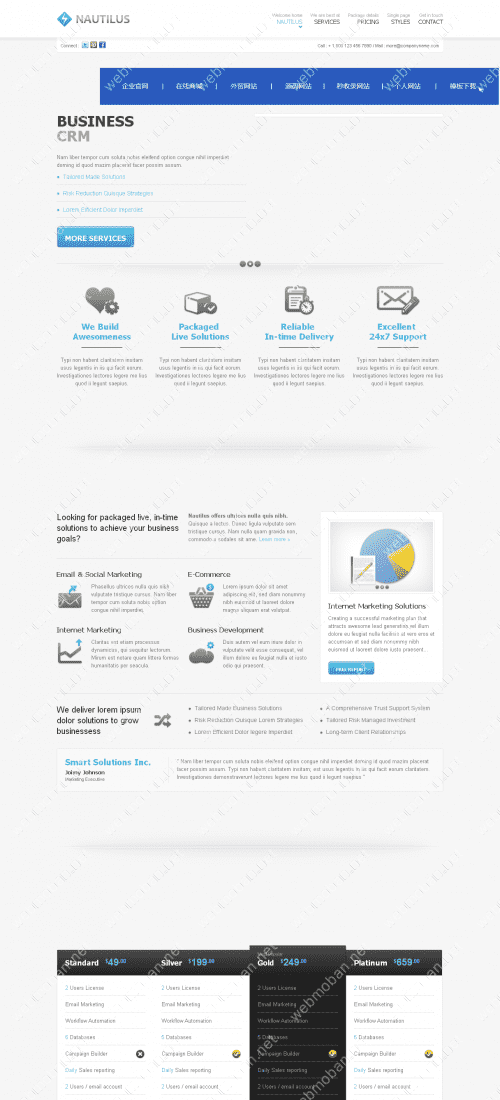 NAUTILUS
Welcome home We are best at Package details Single page Get in touch
NAUTILUS SERVICES PRICING STYLES CONTACT
Connect :
Call : + 1.800 123 456 7890 / Mail :
企业官网 | 在线商城 | 外贸网站 | 源码网站 | 秒收录网站 | 个人网站 | 模板下载
BUSINESS
CRM
Nam liber tempor cum soluta nobis eleifend option congue nihil imperdiet
doming id quod mazim placerat facer possim assum.
Tailored Made Solutions
Risk Reduction Quisque Strategies
Lorem Efficient Dolor Imperdiet
MORE SERVICES
We Build
Awesomeness
Packaged
Live Solutions
Reliable
In-time Delivery
Excellent
24x7 Support
Typi non habent claritatem insitam
usus legentis in iis qui facit eorum.
Investigationes lectores legere me lius
quod ii legunt saepius.
Typi non habent claritatem insitam
usus legentis in iis qui facit eorum.
Investigationes lectores legere me lius
quod ii legunt saepius.
Typi non habent claritatem insitam
usus legentis in iis qui facit eorum.
Investigationes lectores legere me lius
quod ii legunt saepius.
Typi non habent claritatem insitam
usus legentis in iis qui facit eorum.
Investigationes lectores legere me lius
quod ii legunt saepius.
Looking for packaged live, in-time
solutions to achieve your business
goals?
Nautilus offers ultrices nulla quis nibh.
Quisque a lectus. Donec ligula vulputate sem
tristique cursus. Nam nulla quam gravida non,
commodo a sodales sit ame. Learn more »
Email & Social Marketing
Phasellus ultrices nulla quis nibh
vulputate tristique cursus. Nam liber
tempor cum soluta nobis option
congue nihil imperdiet.
E-Commerce
Lorem ipsum dolor sit amet
adipiscing elit, sed diam nonummy
nibh euismod ut laoreet dolore
magna aliquam erat volutpat.
Internet Marketing
Claritas est etiam processus
dynamicus, qui sequitur lectorum.
Mirum est notare quam littera formas
humanitatis per seacula.
Business Development
Duis autem vel eum iriure dolor in
vulputate velit esse consequat, vel
illum dolore eu feugiat nulla at iusto
odio qui praesent.
Internet Marketing Solutions
Creating a successful marketing plan that
attracts awesome lead generation vel illum
dolore eu feugiat nulla facilisis at vero eros et
accumsan et sed diam nonummy nibh
euismod ut laoreet dolore iusto praesent...
We deliver lorem ipsum
dolor solutions to grow
businessess
Tailored Made Business Solutions
Risk Reduction Quisque Lorem Strategies
Lorem Efficient Dolor legere Imperdiet
A Comprehensive Trust Support System
Tailored Risk Managed Investment
Long-term Client Relationships
Smart Solutions Inc.
Jaimy Johnson
Marketing Executive
" Nam liber tempor cum soluta nobis eleifend option congue nihil imperdiet doming id quod mazim placerat
facer possim assum. Typi non habent claritatem insitam; est usus legentis in iis qui facit eorum claritatem.
Investigationes demonstraverunt lectores legere me lius quod ii legunt saepius "
Standard $49.00 Silver $199.00 Gold $249.00 Platinum $659.00
2 Users License 2 Users License 2 Users License 2 Users License
Email Marketing Email Marketing Email Marketing Email Marketing
Workflow Automation Workflow Automation Workflow Automation Workflow Automation
5 Databases 5 Databases 5 Databases 5 Databases
Campaign Builder Campaign Builder Campaign Builder Campaign Builder
Daily Sales reporting Daily Sales reporting Daily Sales reporting Daily Sales reporting
2 Users / email account 2 Users / email account 2 Users / email account 2 Users / email account